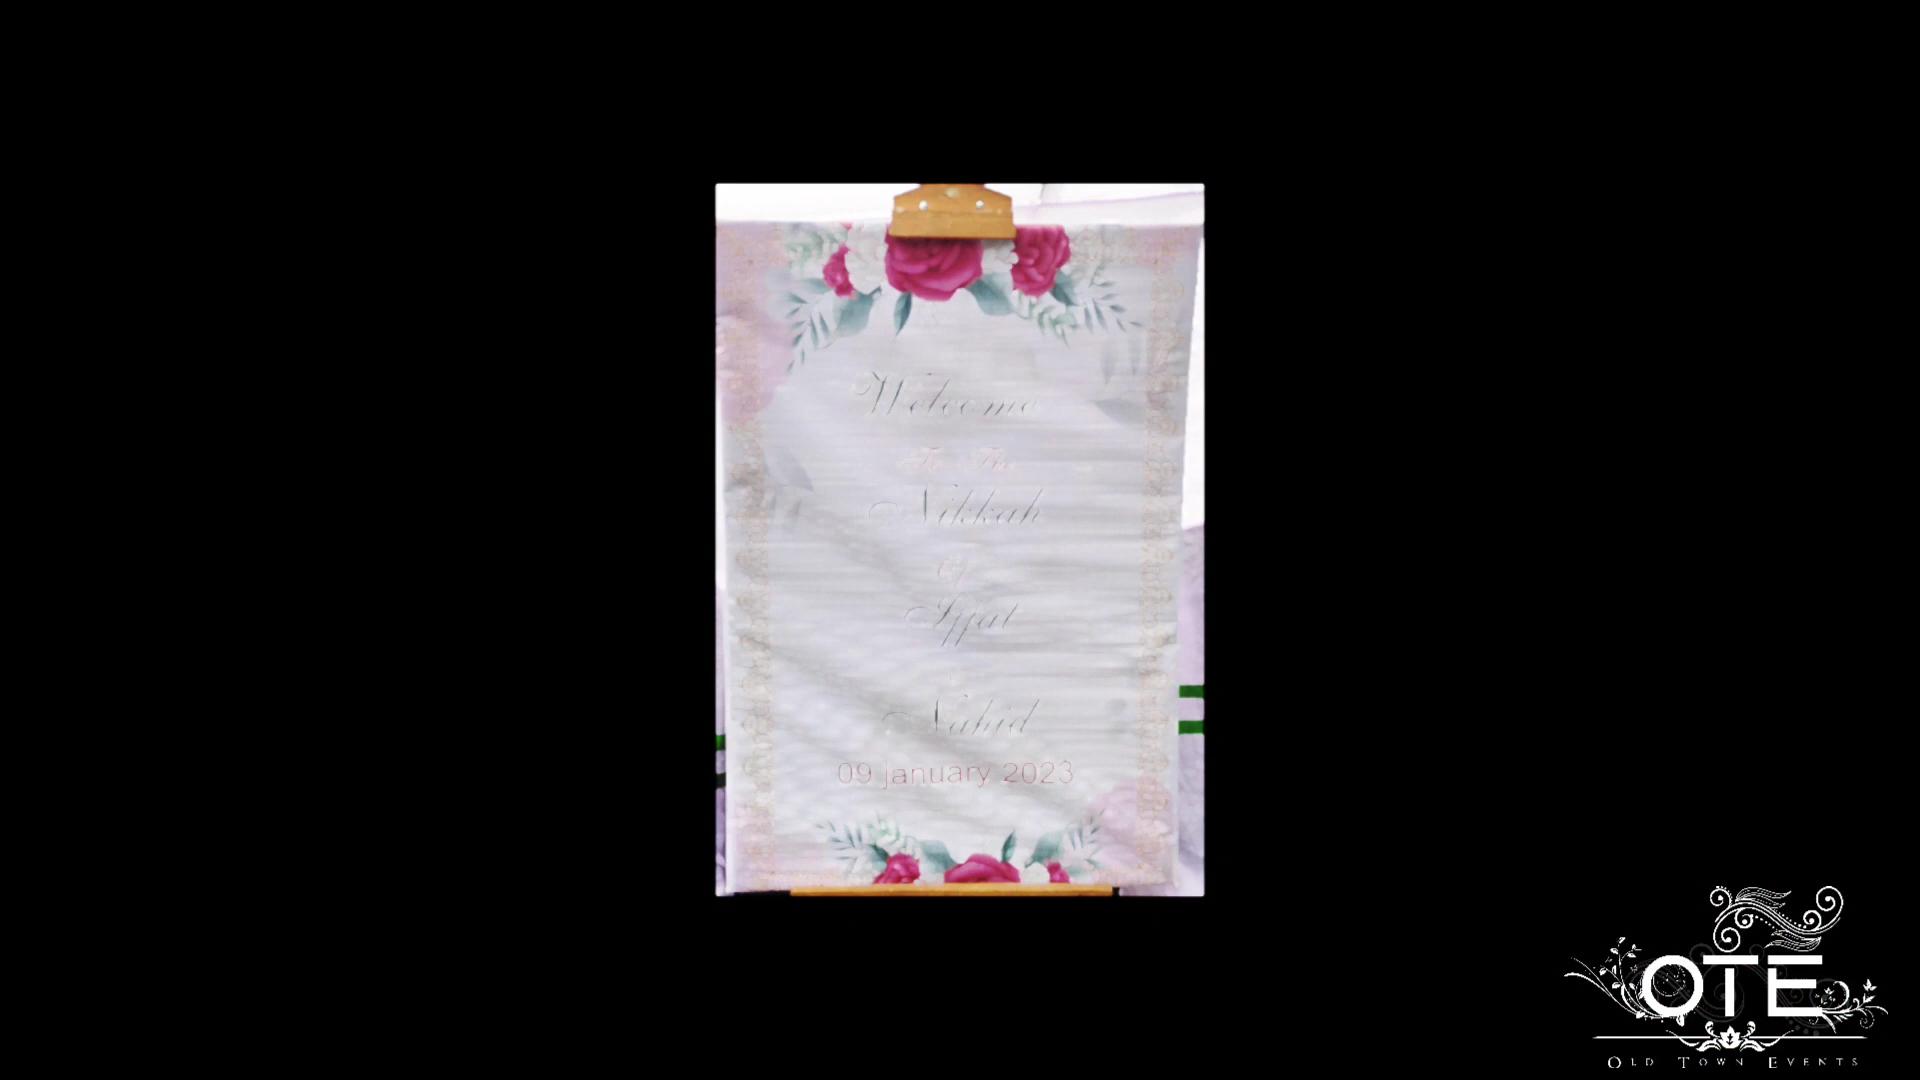 Welcome
To The
Nikkah
Of
Iffat
Nahid
09 january 2023
OTE
OLD TOWN EVENTS